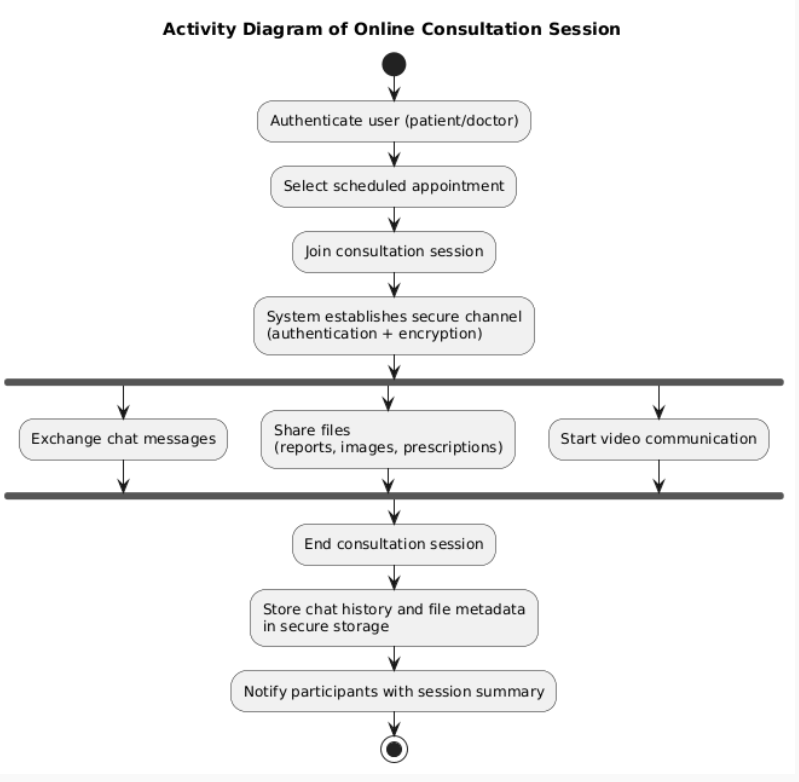 Activity Diagram of Online Consultation Session
Authenticate user (patient/doctor)
Select scheduled appointment
Join consultation session
System establishes secure channel
(authentication + encryption)
Exchange chat messages
Share files
(reports, images, prescriptions)
Start video communication
End consultation session
Store chat history and file metadata
in secure storage
Notify participants with session summary